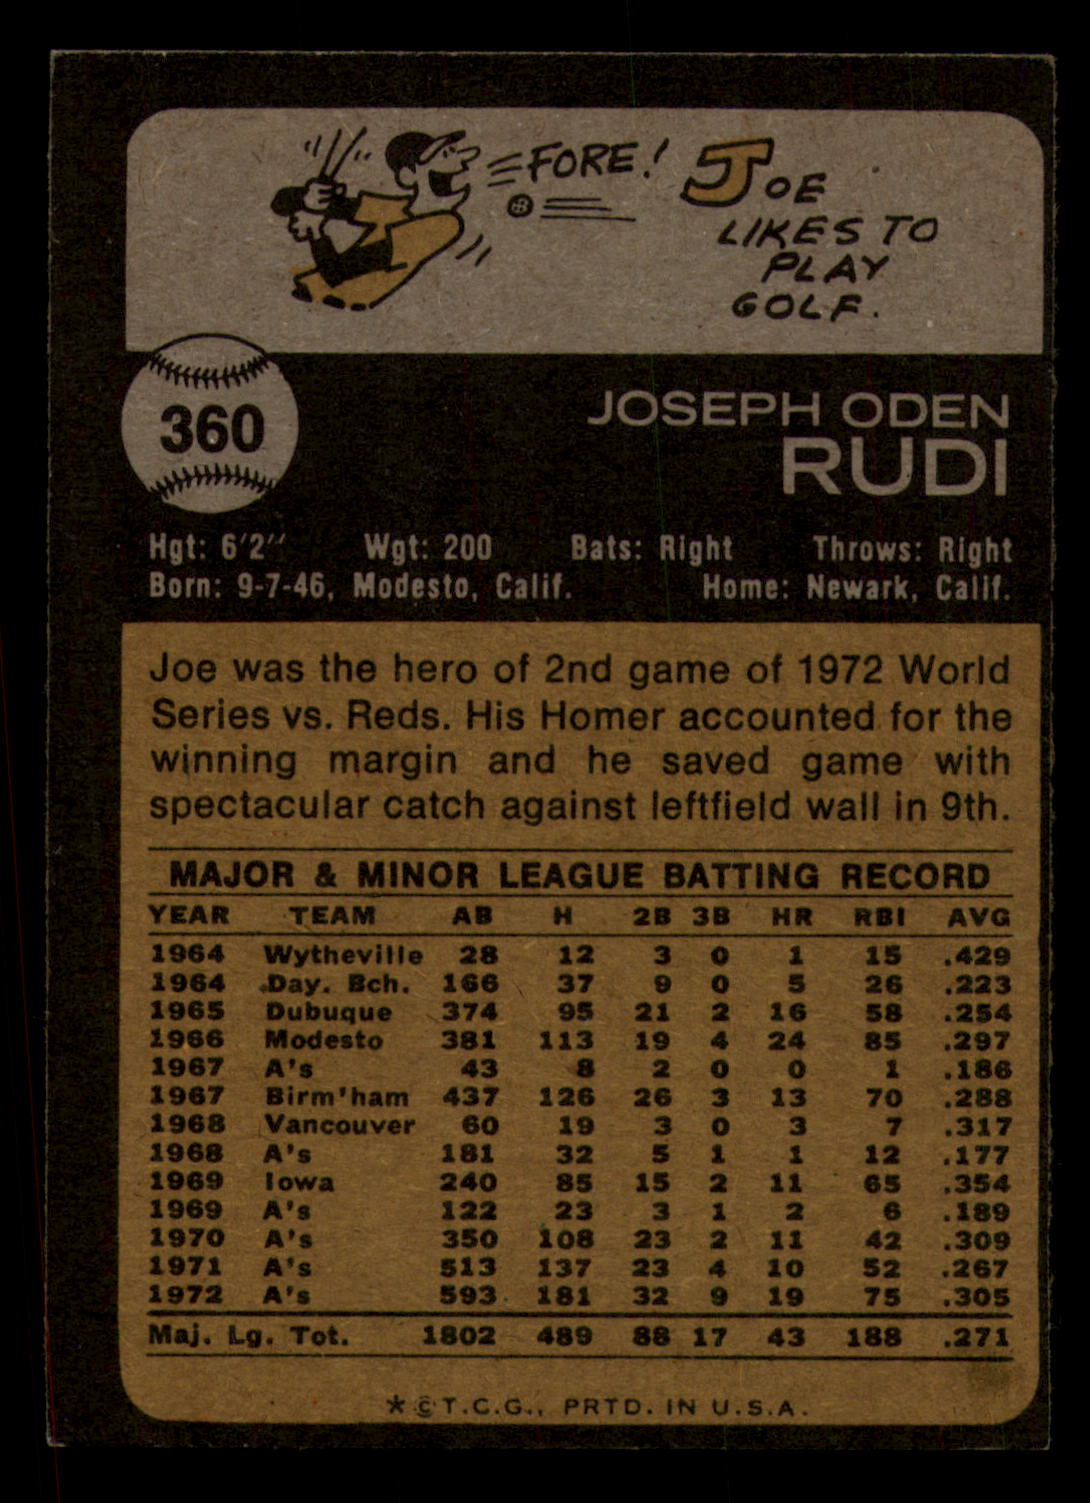 FORE!
JOE
LIKES TO
PLAY
GOLF.
360
JOSEPH ODEN
RUDI
Hgt: 6'2" Wgt: 200 Bats: Right Throws: Right
Born: 9-7-46, Modesto, Calif. Home: Newark, Calif.
Joe was the hero of 2nd game of 1972 World
Series vs. Reds. His Homer accounted for the
winning margin and he saved game with
spectacular catch against leftfield wall in 9th.
MAJOR & MINOR LEAGUE BATTING RECORD
YEAR TEAM AB H 2B 3B HR RBI AVG
1964 Wytheville 28 12 3 0 1 15 .429
1964 Day. Bch. 166 37 9 0 5 26 .223
1965 Dubuque 374 95 21 2 16 58 .254
1966 Modesto 381 113 19 4 24 85 .297
1967 A's 43 8 2 0 0 1 .186
1967 Birm'ham 437 126 26 3 13 70 .288
1968 Vancouver 60 19 3 0 3 7 .317
1968 A's 181 32 5 1 1 12 .177
1969 Iowa 240 85 15 2 11 65 .354
1969 A's 122 23 3 1 2 6 .189
1970 A's 350 108 23 2 11 42 .309
1971 A's 513 137 23 4 10 52 .267
1972 A's 593 181 32 9 19 75 .305
Maj. Lg. Tot. 1802 489 88 17 43 188 .271
*©T.C.G., PRTD. IN U.S.A.